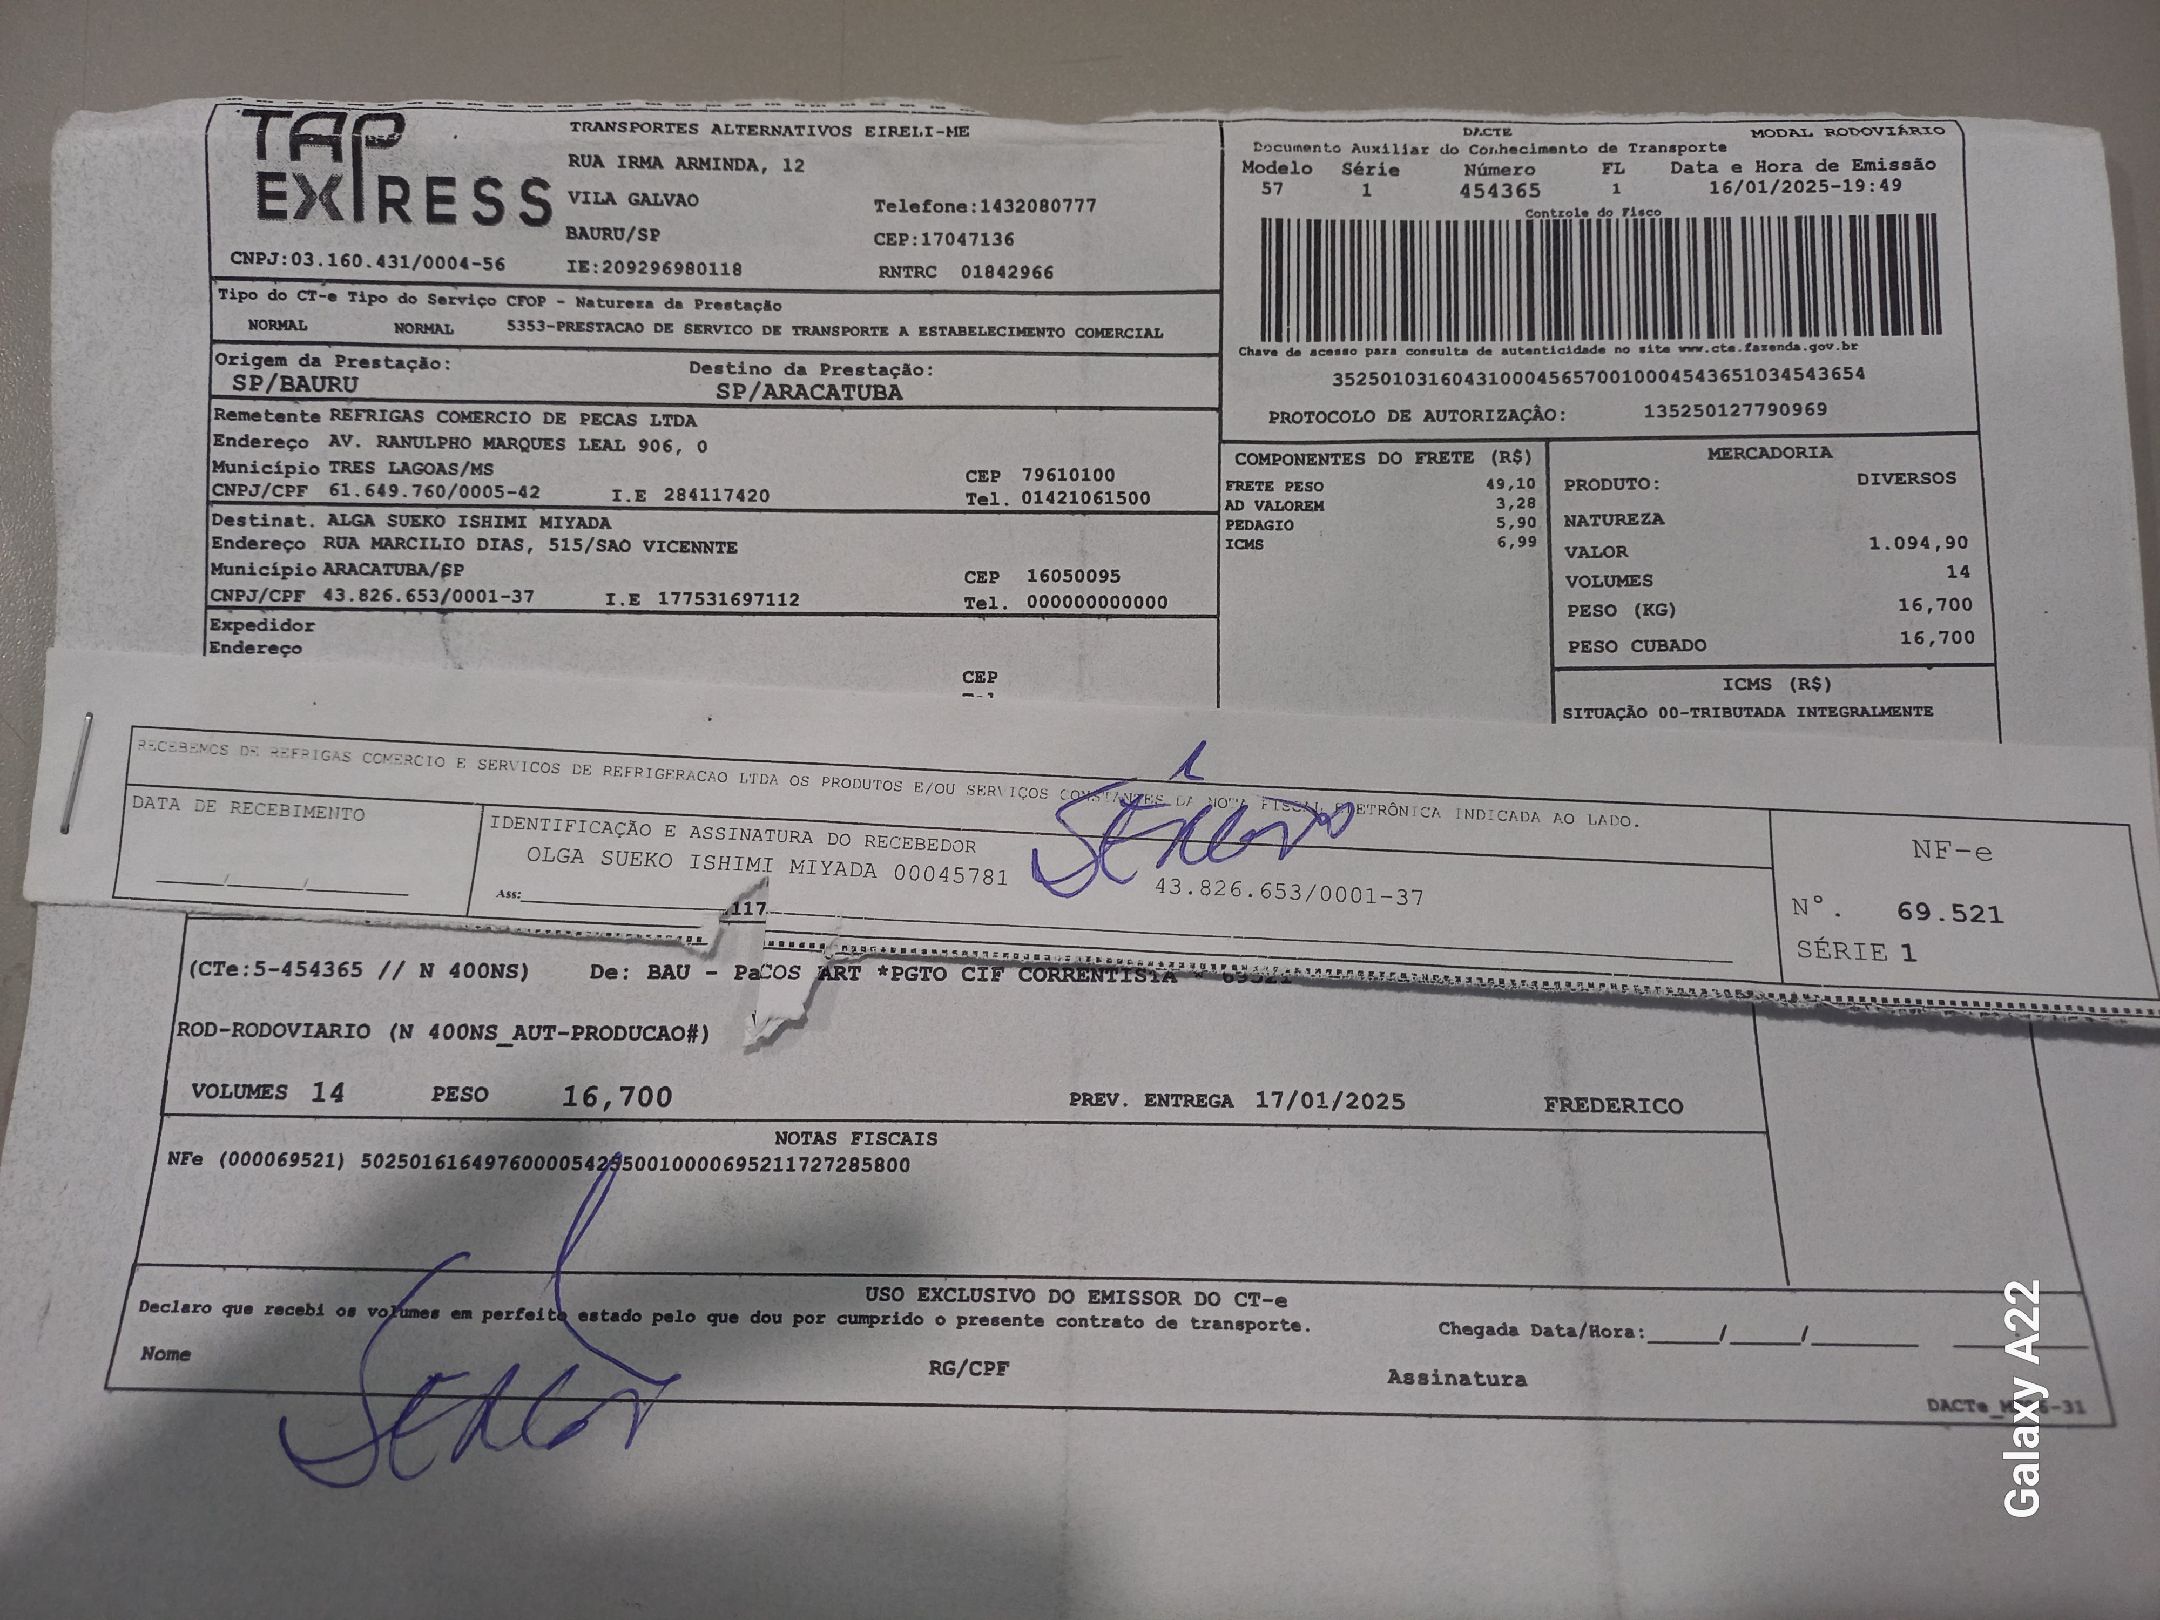 TAP EXPRESS
TRANSPORTES ALTERNATIVOS EIRELI-ME
RUA IRMA ARMINDA, 12
VILA GALVAO Telefone:1432080777
BAURU/SP CEP:17047136
CNPJ:03.160.431/0004-56 IE:209296980118 RNTRC 01842966
Tipo do CT-e Tipo do Serviço CFOP - Natureza da Prestação
NORMAL NORMAL 5353-PRESTACAO DE SERVICO DE TRANSPORTE A ESTABELECIMENTO COMERCIAL
Origem da Prestação: Destino da Prestação:
SP/BAURU SP/ARACATUBA
Remetente REFRIGAS COMERCIO DE PECAS LTDA
Endereço AV. RANULPHO MARQUES LEAL 906, 0
Município TRES LAGOAS/MS CEP 79610100
CNPJ/CPF 61.649.760/0005-42 I.E 284117420 Tel. 01421061500
Destinat. ALGA SUEKO ISHIMI MIYADA
Endereço RUA MARCILIO DIAS, 515/SAO VICENNTE
Município ARACATUBA/SP CEP 16050095
CNPJ/CPF 43.826.653/0001-37 I.E 177531697112 Tel. 000000000000
Expedidor
Endereço
CEP
DACTE MODAL RODOVIÁRIO
Documento Auxiliar do Conhecimento de Transporte
Modelo Série Número FL Data e Hora de Emissão
57 1 454365 1 16/01/2025-19:49
Controle do Fisco
Chave de acesso para consulta de autenticidade no site www.cte.fazenda.gov.br
35250103160431000456570010004543651034543654
PROTOCOLO DE AUTORIZAÇÃO: 135250127790969
COMPONENTES DO FRETE (R$)
FRETE PESO 49,10
AD VALOREM 3,28
PEDAGIO 5,90
ICMS 6,99
MERCADORIA
PRODUTO: DIVERSOS
NATUREZA
VALOR 1.094,90
VOLUMES 14
PESO (KG) 16,700
PESO CUBADO 16,700
ICMS (R$)
SITUAÇÃO 00-TRIBUTADA INTEGRALMENTE
RECEBEMOS DE REFRIGAS COMERCIO E SERVICOS DE REFRIGERACAO LTDA OS PRODUTOS E/OU SERVIÇOS CONSTANTES DA NOTA FISCAL ELETRÔNICA INDICADA AO LADO.
DATA DE RECEBIMENTO
___/___/___
IDENTIFICAÇÃO E ASSINATURA DO RECEBEDOR
OLGA SUEKO ISHIMI MIYADA 00045781 43.826.653/0001-37
Ass:
NF-e
Nº. 69.521
SÉRIE 1
117
(CTe:5-454365 // N 400NS) De: BAU - PaCOS ART *PGTO CIF CORRENTISTA * 69521
ROD-RODOVIARIO (N 400NS_AUT-PRODUCAO#)
VOLUMES 14 PESO 16,700 PREV. ENTREGA 17/01/2025 FREDERICO
NOTAS FISCAIS
NFe (000069521) 50250161649760000542550010000695211727285800
USO EXCLUSIVO DO EMISSOR DO CT-e
Declaro que recebi os volumes em perfeito estado pelo que dou por cumprido o presente contrato de transporte.
Chegada Data/Hora:____/____/____
Nome RG/CPF Assinatura
Galaxy A22